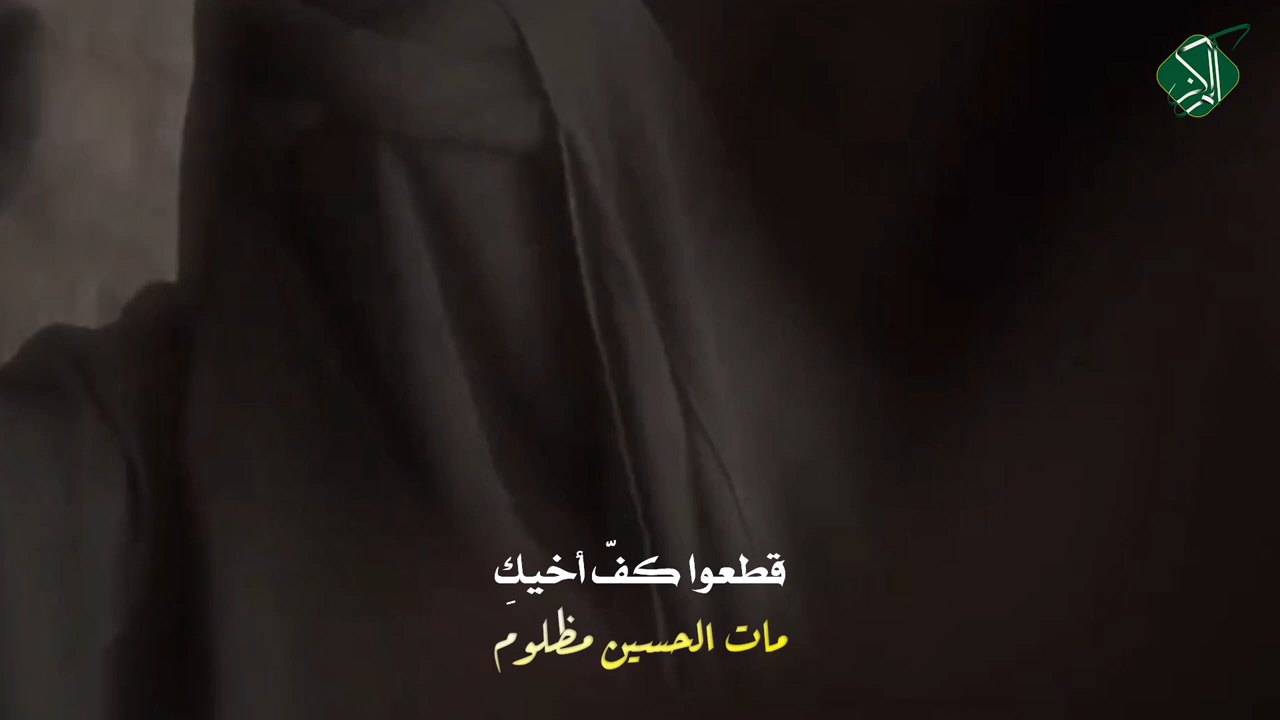 قطعوا كفّ أخيكِ
مات الحسين مظلوم